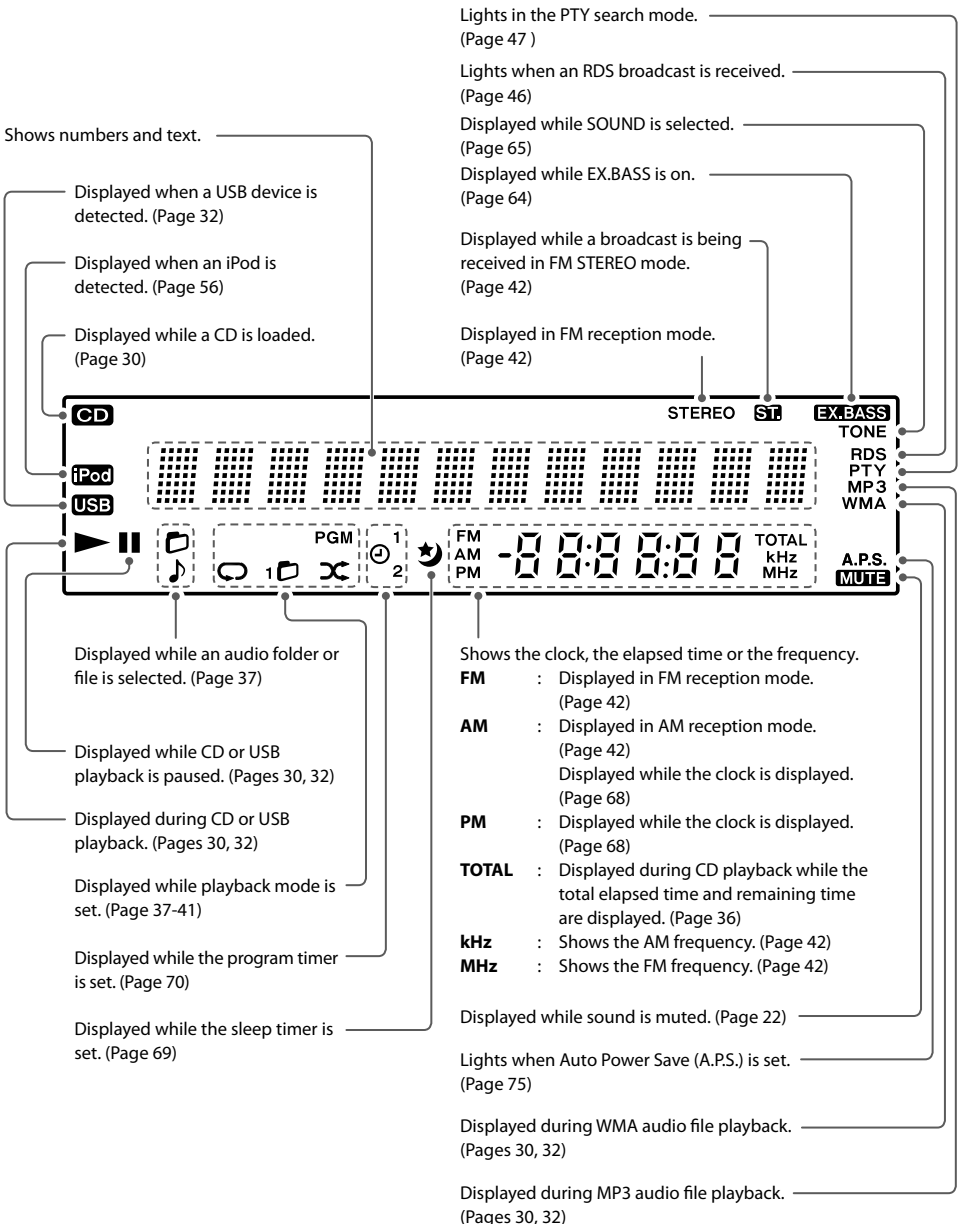 Lights in the PTY search mode.
(Page 47 )
Lights when an RDS broadcast is received.
(Page 46)
Displayed while SOUND is selected.
(Page 65)
Displayed while EX.BASS is on.
(Page 64)
Displayed while a broadcast is being
received in FM STEREO mode.
(Page 42)
Displayed in FM reception mode.
(Page 42)
Shows numbers and text.
Displayed when a USB device is
detected. (Page 32)
Displayed when an iPod is
detected. (Page 56)
Displayed while a CD is loaded.
(Page 30)
CD
STEREO ST. EX.BASS
TONE
RDS
iPod
PTY
MP3
USB
WMA
PGM
1
1
2
FM
AM
PM
-88:88:88
TOTAL
kHz
MHz
A.P.S.
MUTE
Displayed while an audio folder or
file is selected. (Page 37)
Displayed while CD or USB
playback is paused. (Pages 30, 32)
Displayed during CD or USB
playback. (Pages 30, 32)
Displayed while playback mode is
set. (Page 37-41)
Displayed while the program timer
is set. (Page 70)
Displayed while the sleep timer is
set. (Page 69)
Shows the clock, the elapsed time or the frequency.
FM : Displayed in FM reception mode.
(Page 42)
AM : Displayed in AM reception mode.
(Page 42)
Displayed while the clock is displayed.
(Page 68)
PM : Displayed while the clock is displayed.
(Page 68)
TOTAL : Displayed during CD playback while the
total elapsed time and remaining time
are displayed. (Page 36)
kHz : Shows the AM frequency. (Page 42)
MHz : Shows the FM frequency. (Page 42)
Displayed while sound is muted. (Page 22)
Lights when Auto Power Save (A.P.S.) is set.
(Page 75)
Displayed during WMA audio file playback.
(Pages 30, 32)
Displayed during MP3 audio file playback.
(Pages 30, 32)